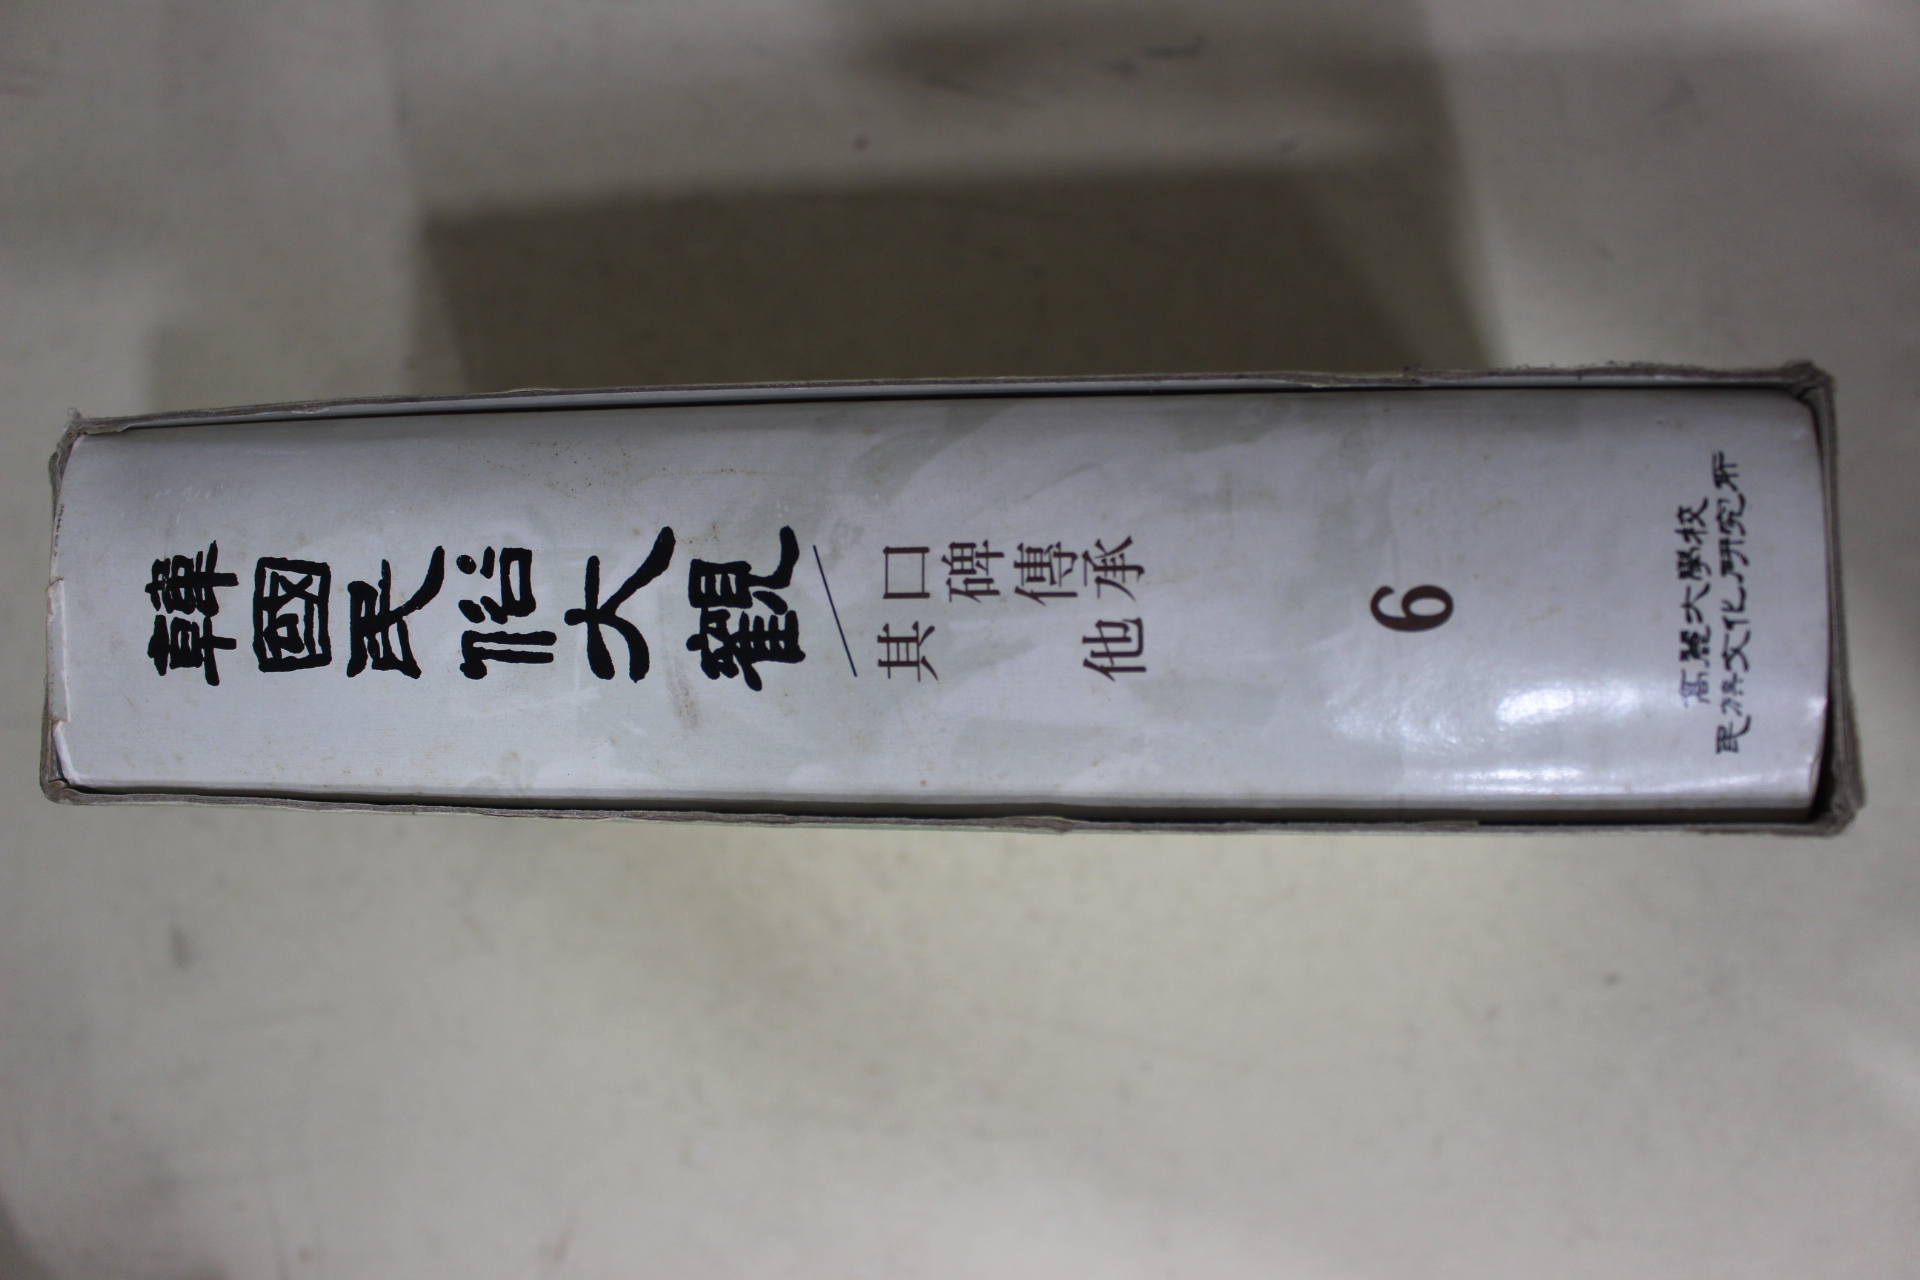 韓國民俗大觀
口碑傳承
其他
6
高麗大學校
民族文化硏究所